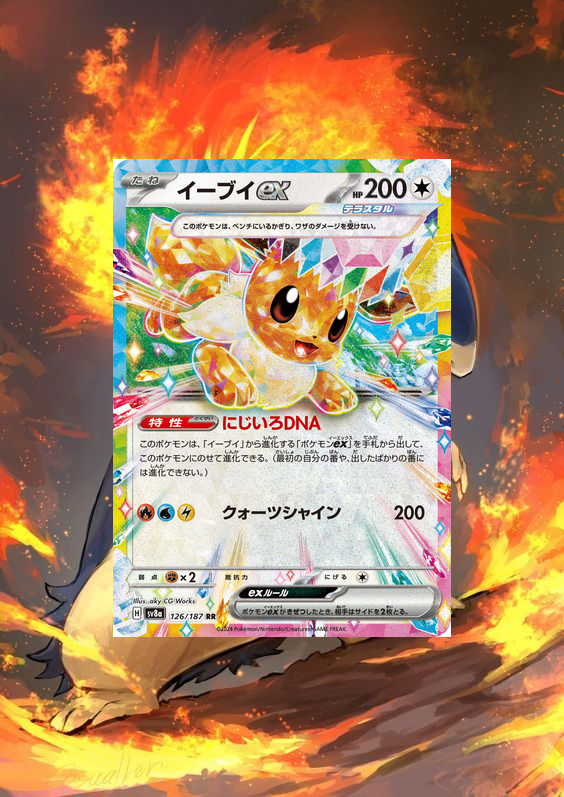 たね
イーブイex
HP 200
テラスタル
このポケモンは、ベンチにいるかぎり、ワザのダメージを受けない。
特性 とくせい
にじいろDNA
このポケモンは、「イーブイ」から進化する「ポケモンex」を手札から出して、
このポケモンにのせて進化できる。（最初の自分の番や、出したばかりの番に
は進化できない。）
クォーツシャイン 200
弱点 ×2 抵抗力 にげる
exルール
ポケモンexがきぜつしたとき、相手はサイドを2枚とる。
Illus. aky CG Works
H sv8a 126/187 RR
©2024 Pokémon/Nintendo/Creatures/GAME FREAK.